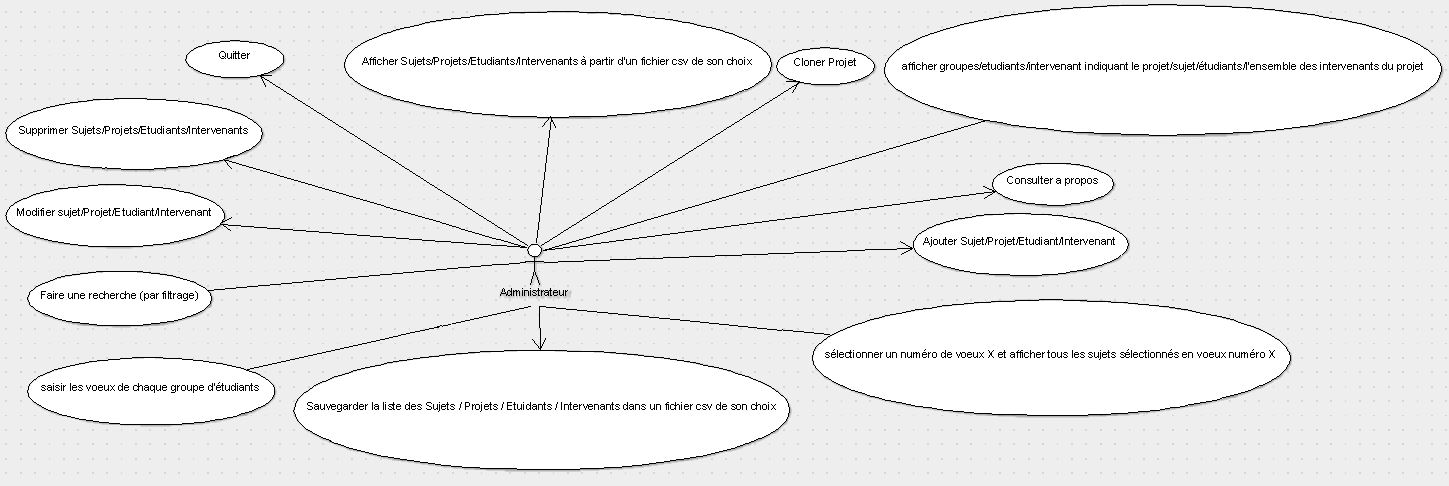 Quitter
Afficher Sujets/Projets/Etudiants/Intervenants à partir d'un fichier csv de son choix
Cloner Projet
afficher groupes/etudiants/intervenant indiquant le projet/sujet/étudiants/l'ensemble des intervenants du projet
Supprimer Sujets/Projets/Etudiants/Intervenants
Consulter a propos
Modifier sujet/Projet/Etudiant/Intervenant
Ajouter Sujet/Projet/Etudiant/Intervenant
Faire une recherche (par filtrage)
Administrateur
sélectionner un numéro de voeux X et afficher tous les sujets sélectionnés en voeux numéro X
saisir les voeux de chaque groupe d'étudiants
Sauvegarder la liste des Sujets / Projets / Etuidants / Intervenants dans un fichier csv de son choix